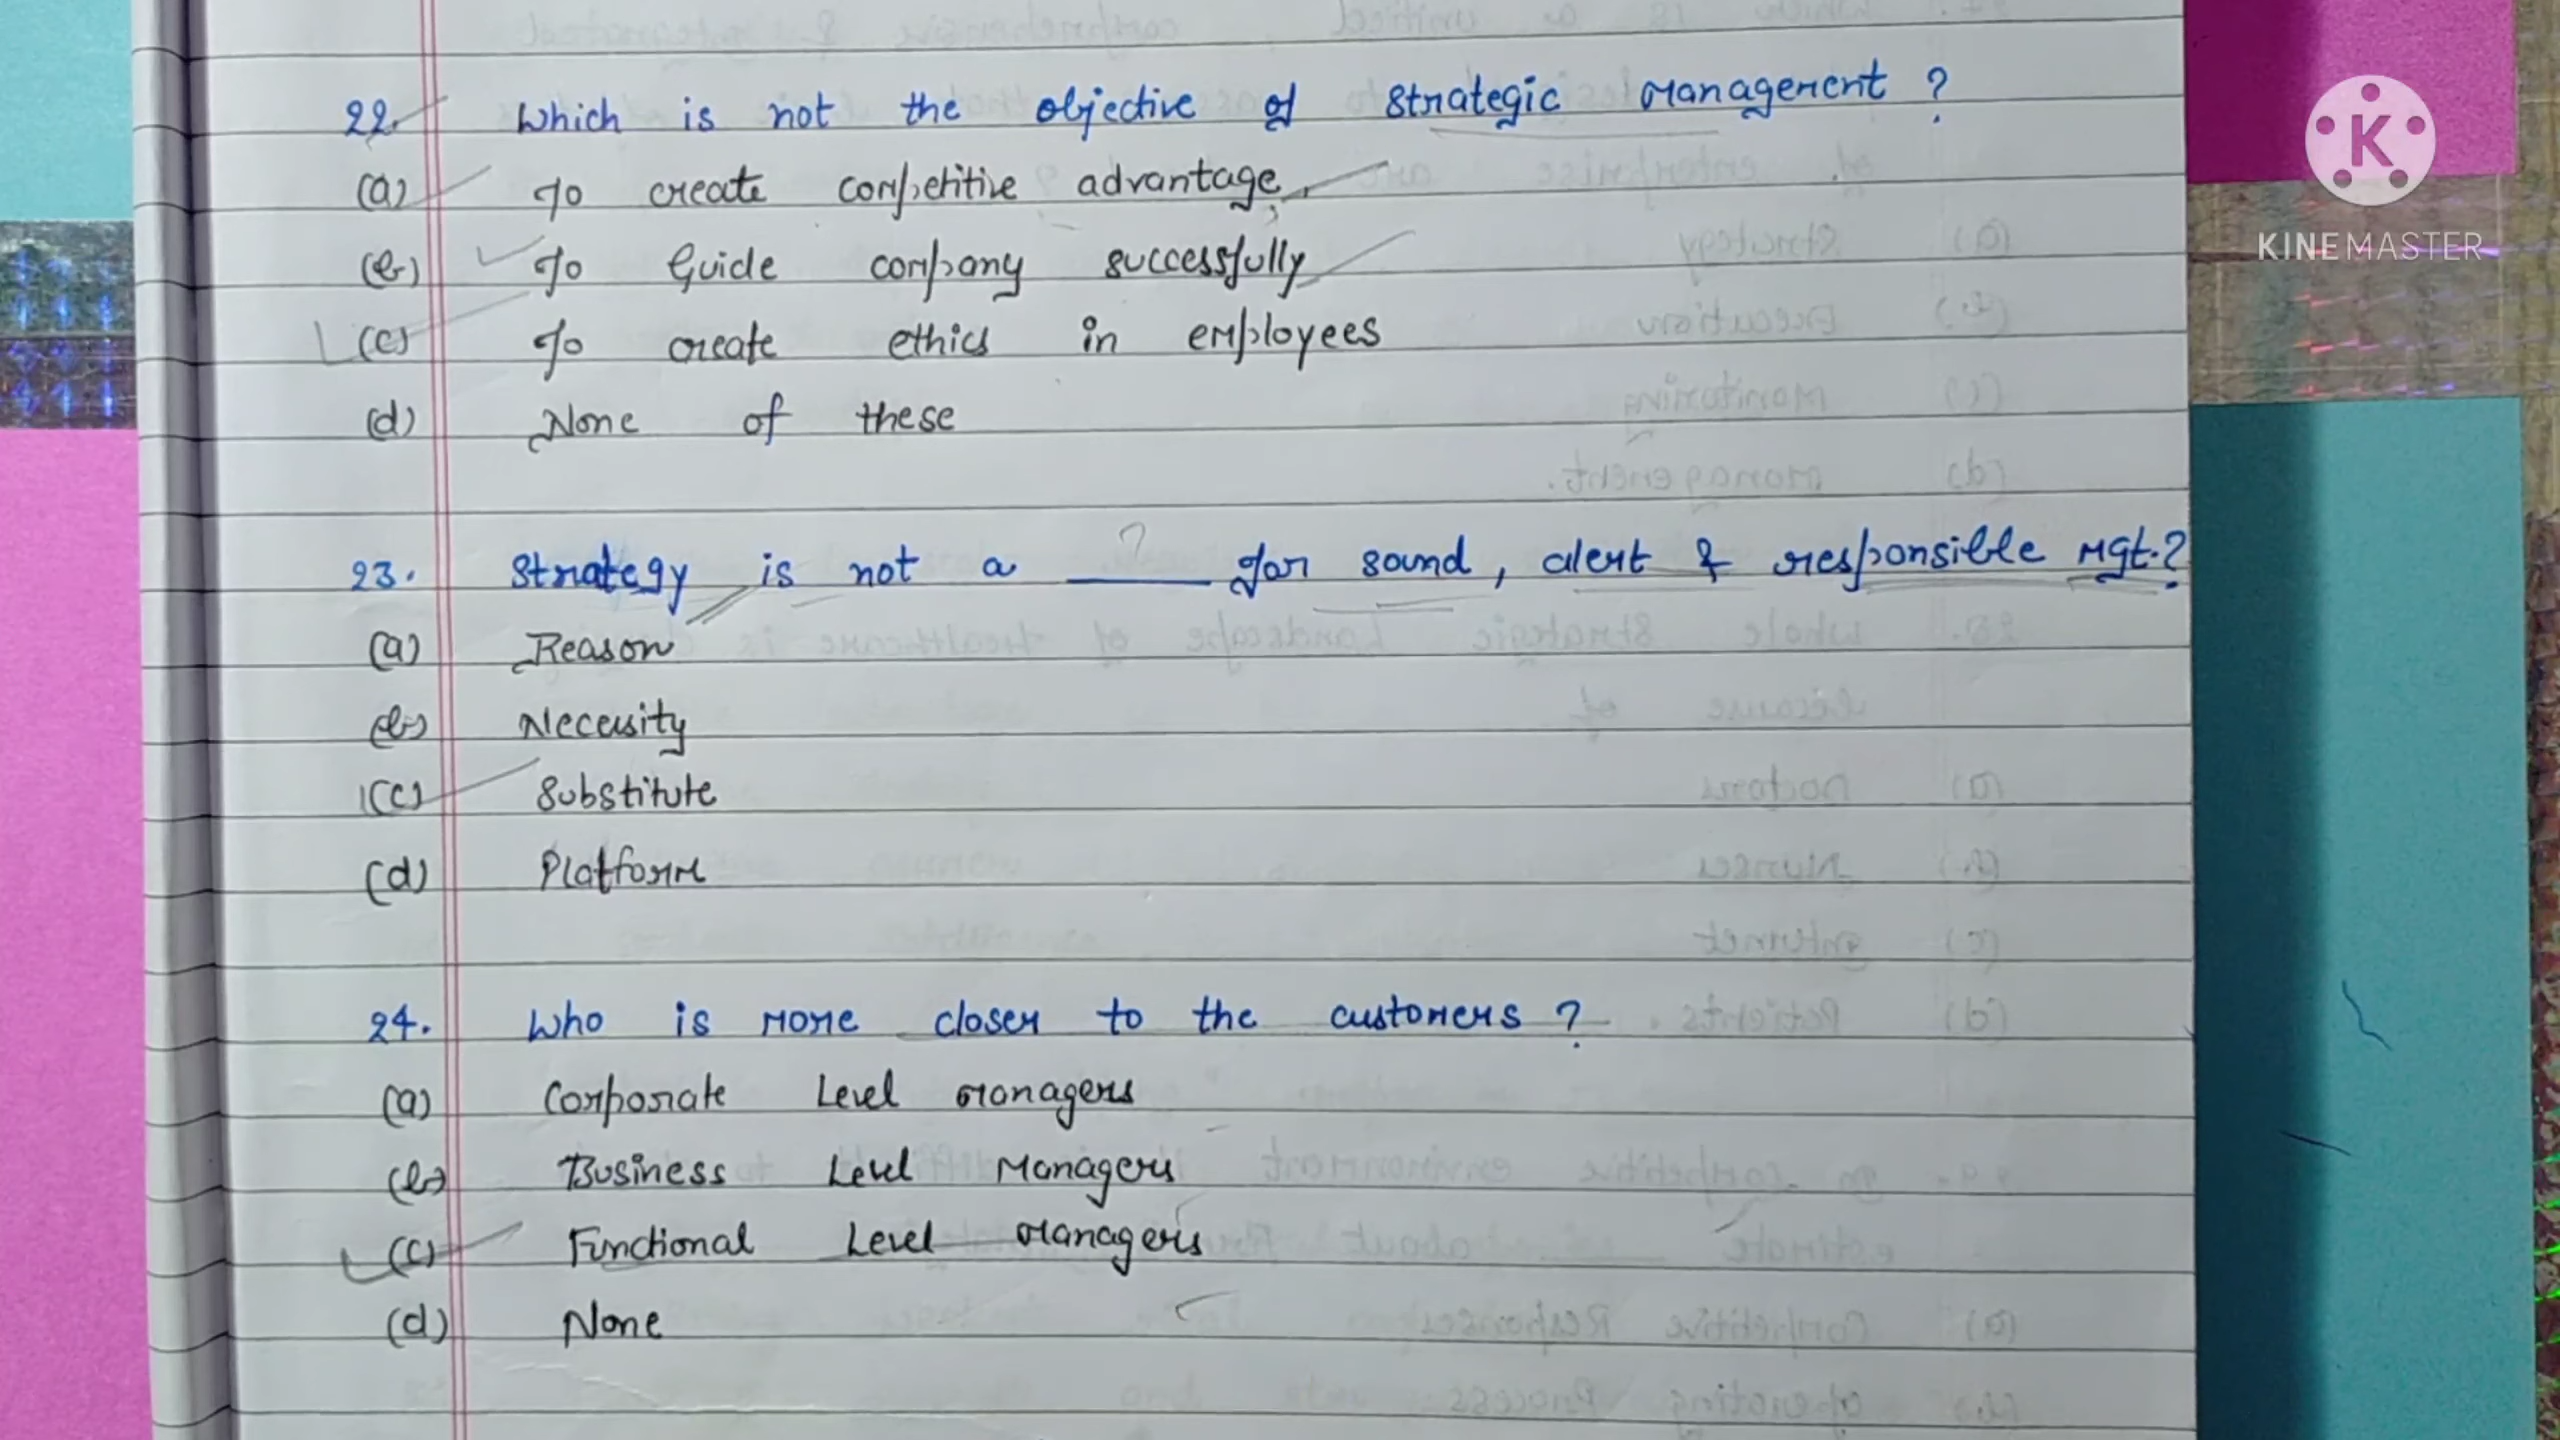 22. Which is not the objective of Strategic Management ?
(a) To create competitive advantage,
(b) To Guide company successfully
(c) To create ethics in employees
(d) None of these
23. Strategy is not a ______ for sound, alert & responsible Mgt.?
(a) Reason
(b) Necessity
(c) Substitute
(d) Platform
24. Who is more closer to the customers ?
(a) Corporate Level Managers
(b) Business Level Managers
(c) Functional Level Managers
(d) None
K
KINEMASTER